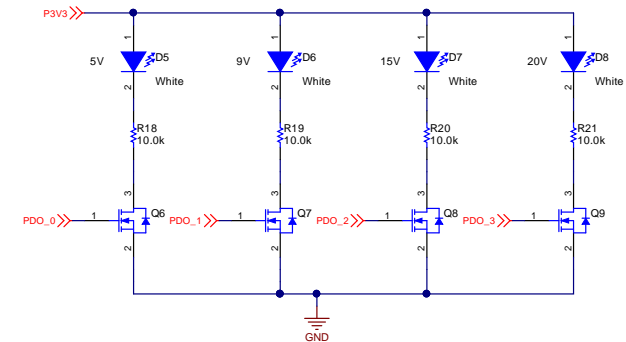 P3V3
1 1 1 1
5V D5 9V D6 15V D7 20V D8
White White White White
2 2 2 2
R18 R19 R20 R21
10.0k 10.0k 10.0k 10.0k
3 3 3 3
PDO_0 1 Q6 PDO_1 1 Q7 PDO_2 1 Q8 PDO_3 1 Q9
2 2 2 2
GND